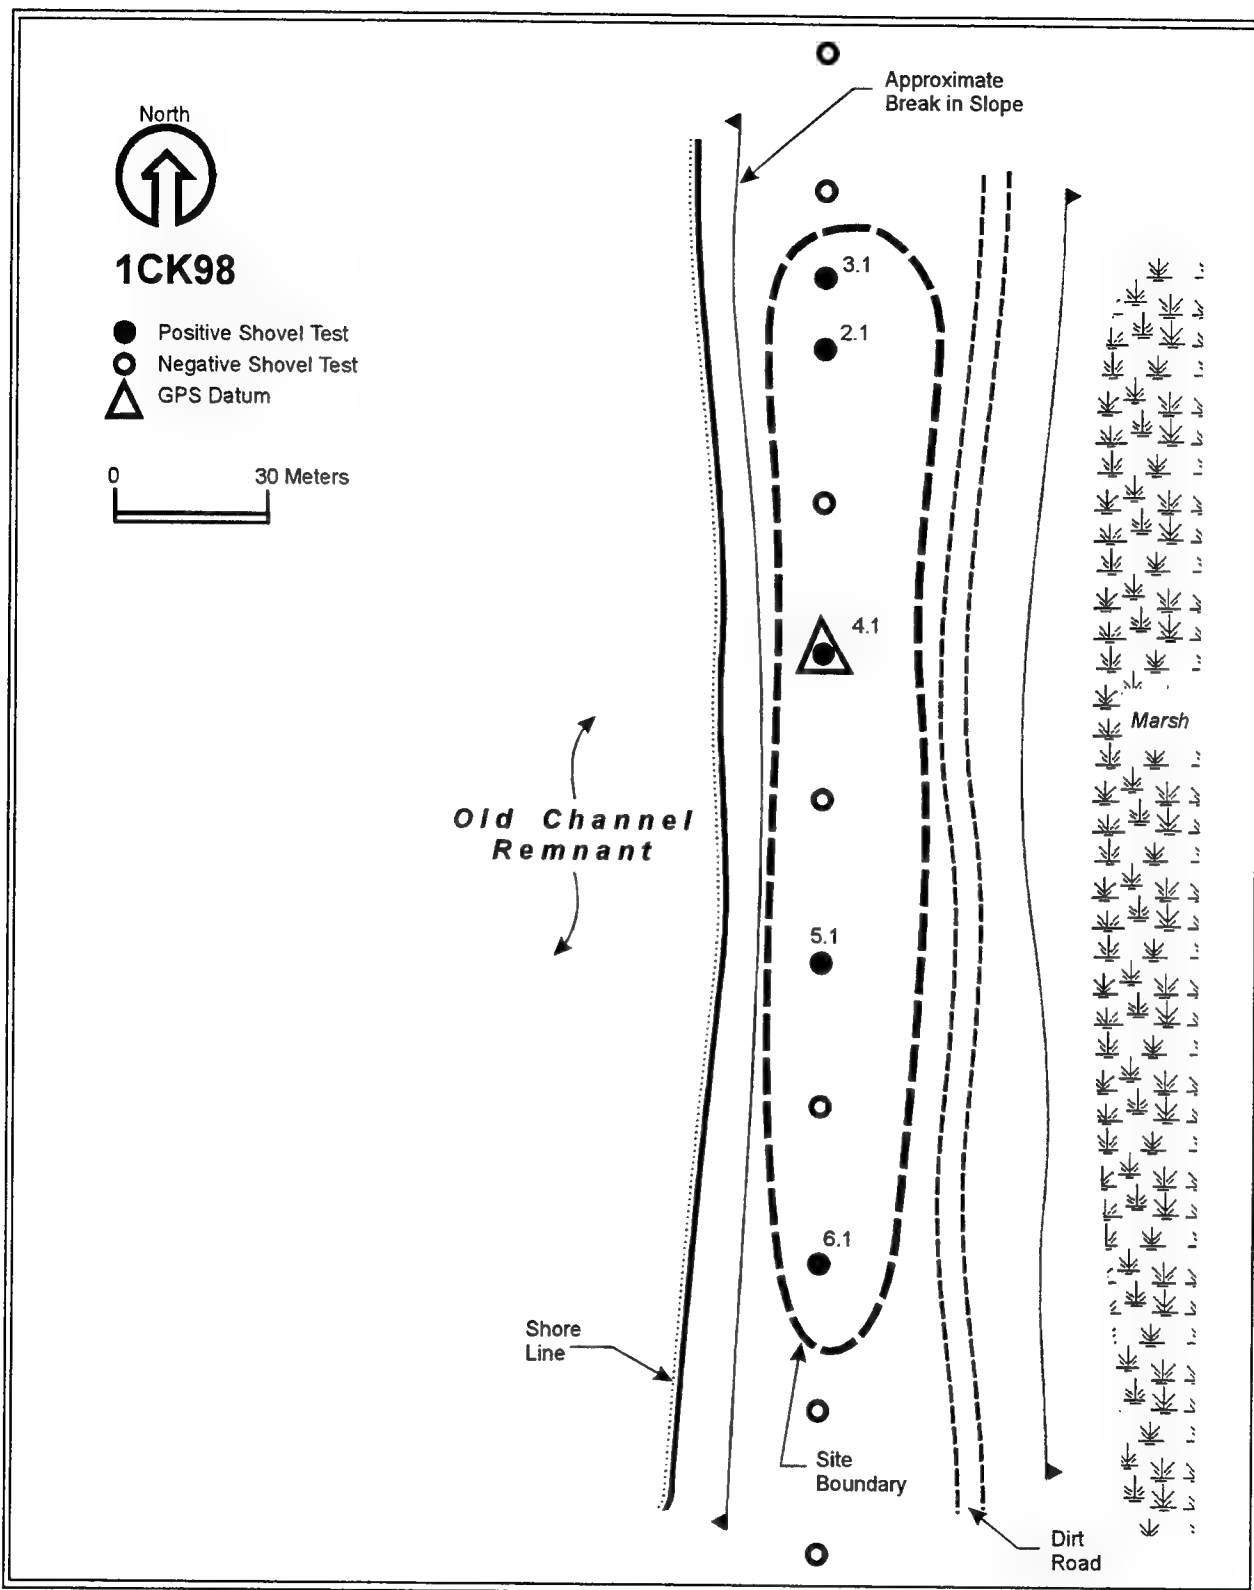 North
1CK98
Positive Shovel Test
Negative Shovel Test
GPS Datum
0 30 Meters
Approximate
Break in Slope
3.1
2.1
4.1
Marsh
Old Channel
Remnant
5.1
6.1
Shore
Line
Site
Boundary
Dirt
Road